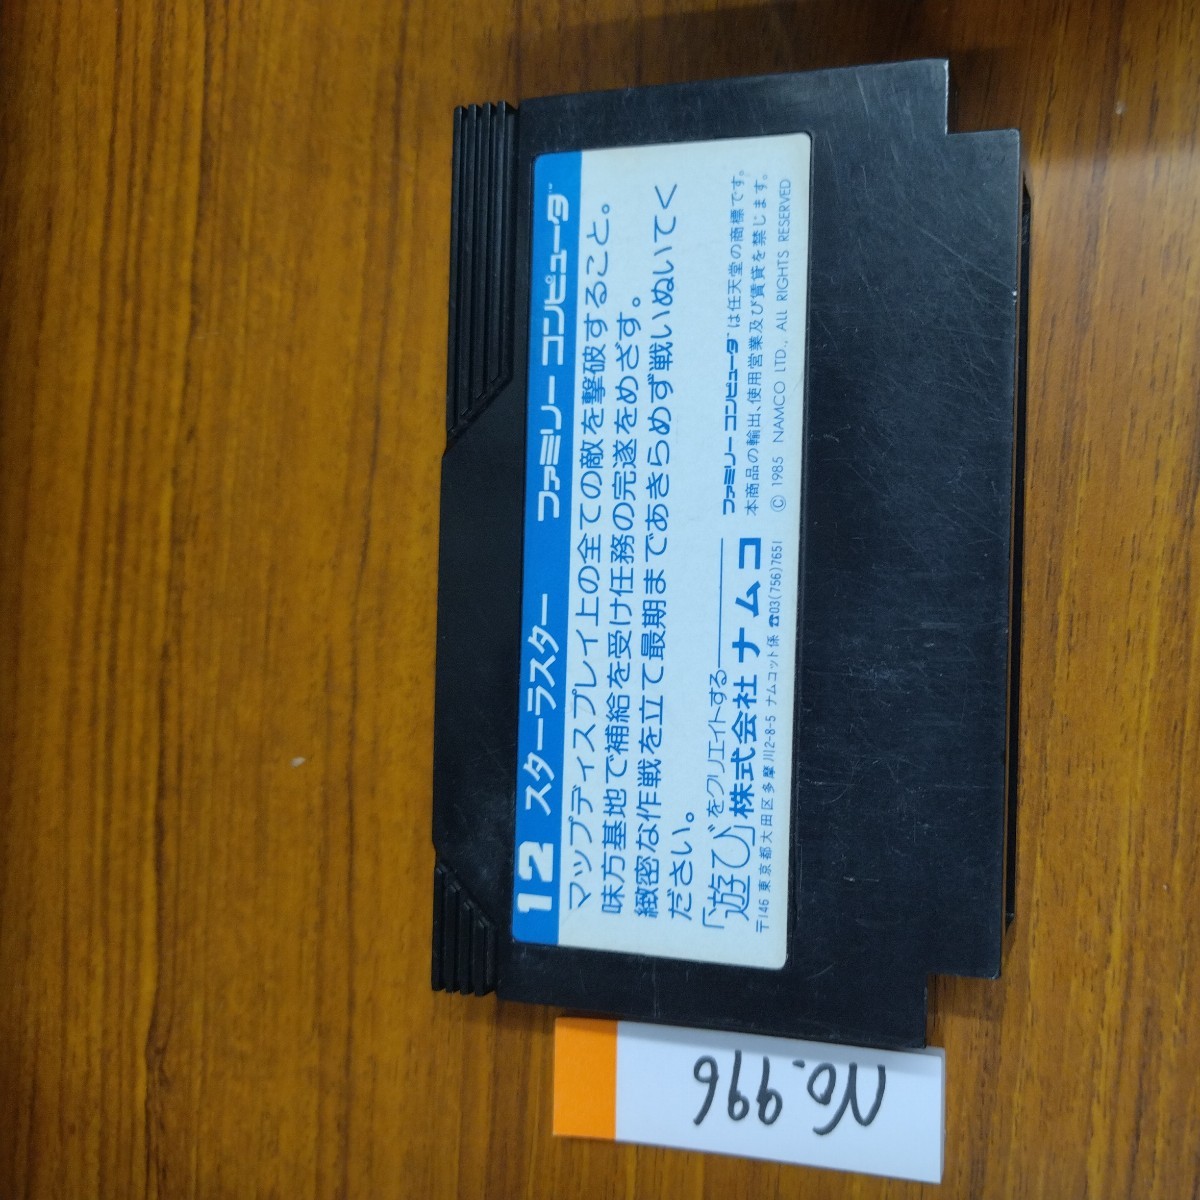 12 スターラスター ファミリーコンピュータ™
マップディスプレイ上の全ての敵を撃破すること。
味方基地で補給を受け任務の完遂をめざす。
緻密な作戦を立て最期まであきらめず戦いぬいてく
ださい。
「遊び」をクリエイトする
株式会社ナムコ
〒146 東京都大田区多摩川2-8-5 ナムコット係 ☎03(756)7651
ファミリーコンピュータ™は任天堂の商標です。
本商品の輸出、使用営業及び賃貸を禁じます。
© 1985 NAMCO LTD., ALL RIGHTS RESERVED
No.996